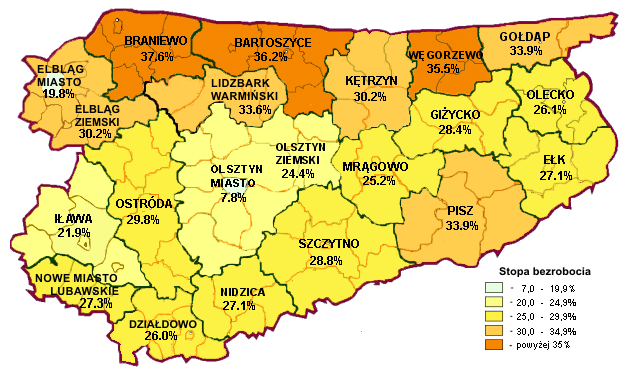 BRANIEWO
37.6%
BARTOSZYCE
36.2%
WĘGORZEWO
35.5%
GOŁDAP
33.9%
ELBLĄG
MIASTO
19.8%
ELBLĄG
ZIEMSKI
30.2%
LIDZBARK
WARMIŃSKI
33.6%
KĘTRZYN
30.2%
GIŻYCKO
28.4%
OLECKO
26.1%
EŁK
27.1%
OLSZTYN
MIASTO
7.8%
OLSZTYN
ZIEMSKI
24.4%
MRĄGOWO
25.2%
PISZ
33.9%
OSTRÓDA
29.8%
IŁAWA
21.9%
SZCZYTNO
28.8%
NOWE MIASTO
LUBAWSKIE
27.3%
NIDZICA
27.1%
DZIAŁDOWO
26.0%
Stopa bezrobocia
- 7,0 - 19,9%
- 20,0 - 24,9%
- 25,0 - 29,9%
- 30,0 - 34,9%
- powyżej 35%